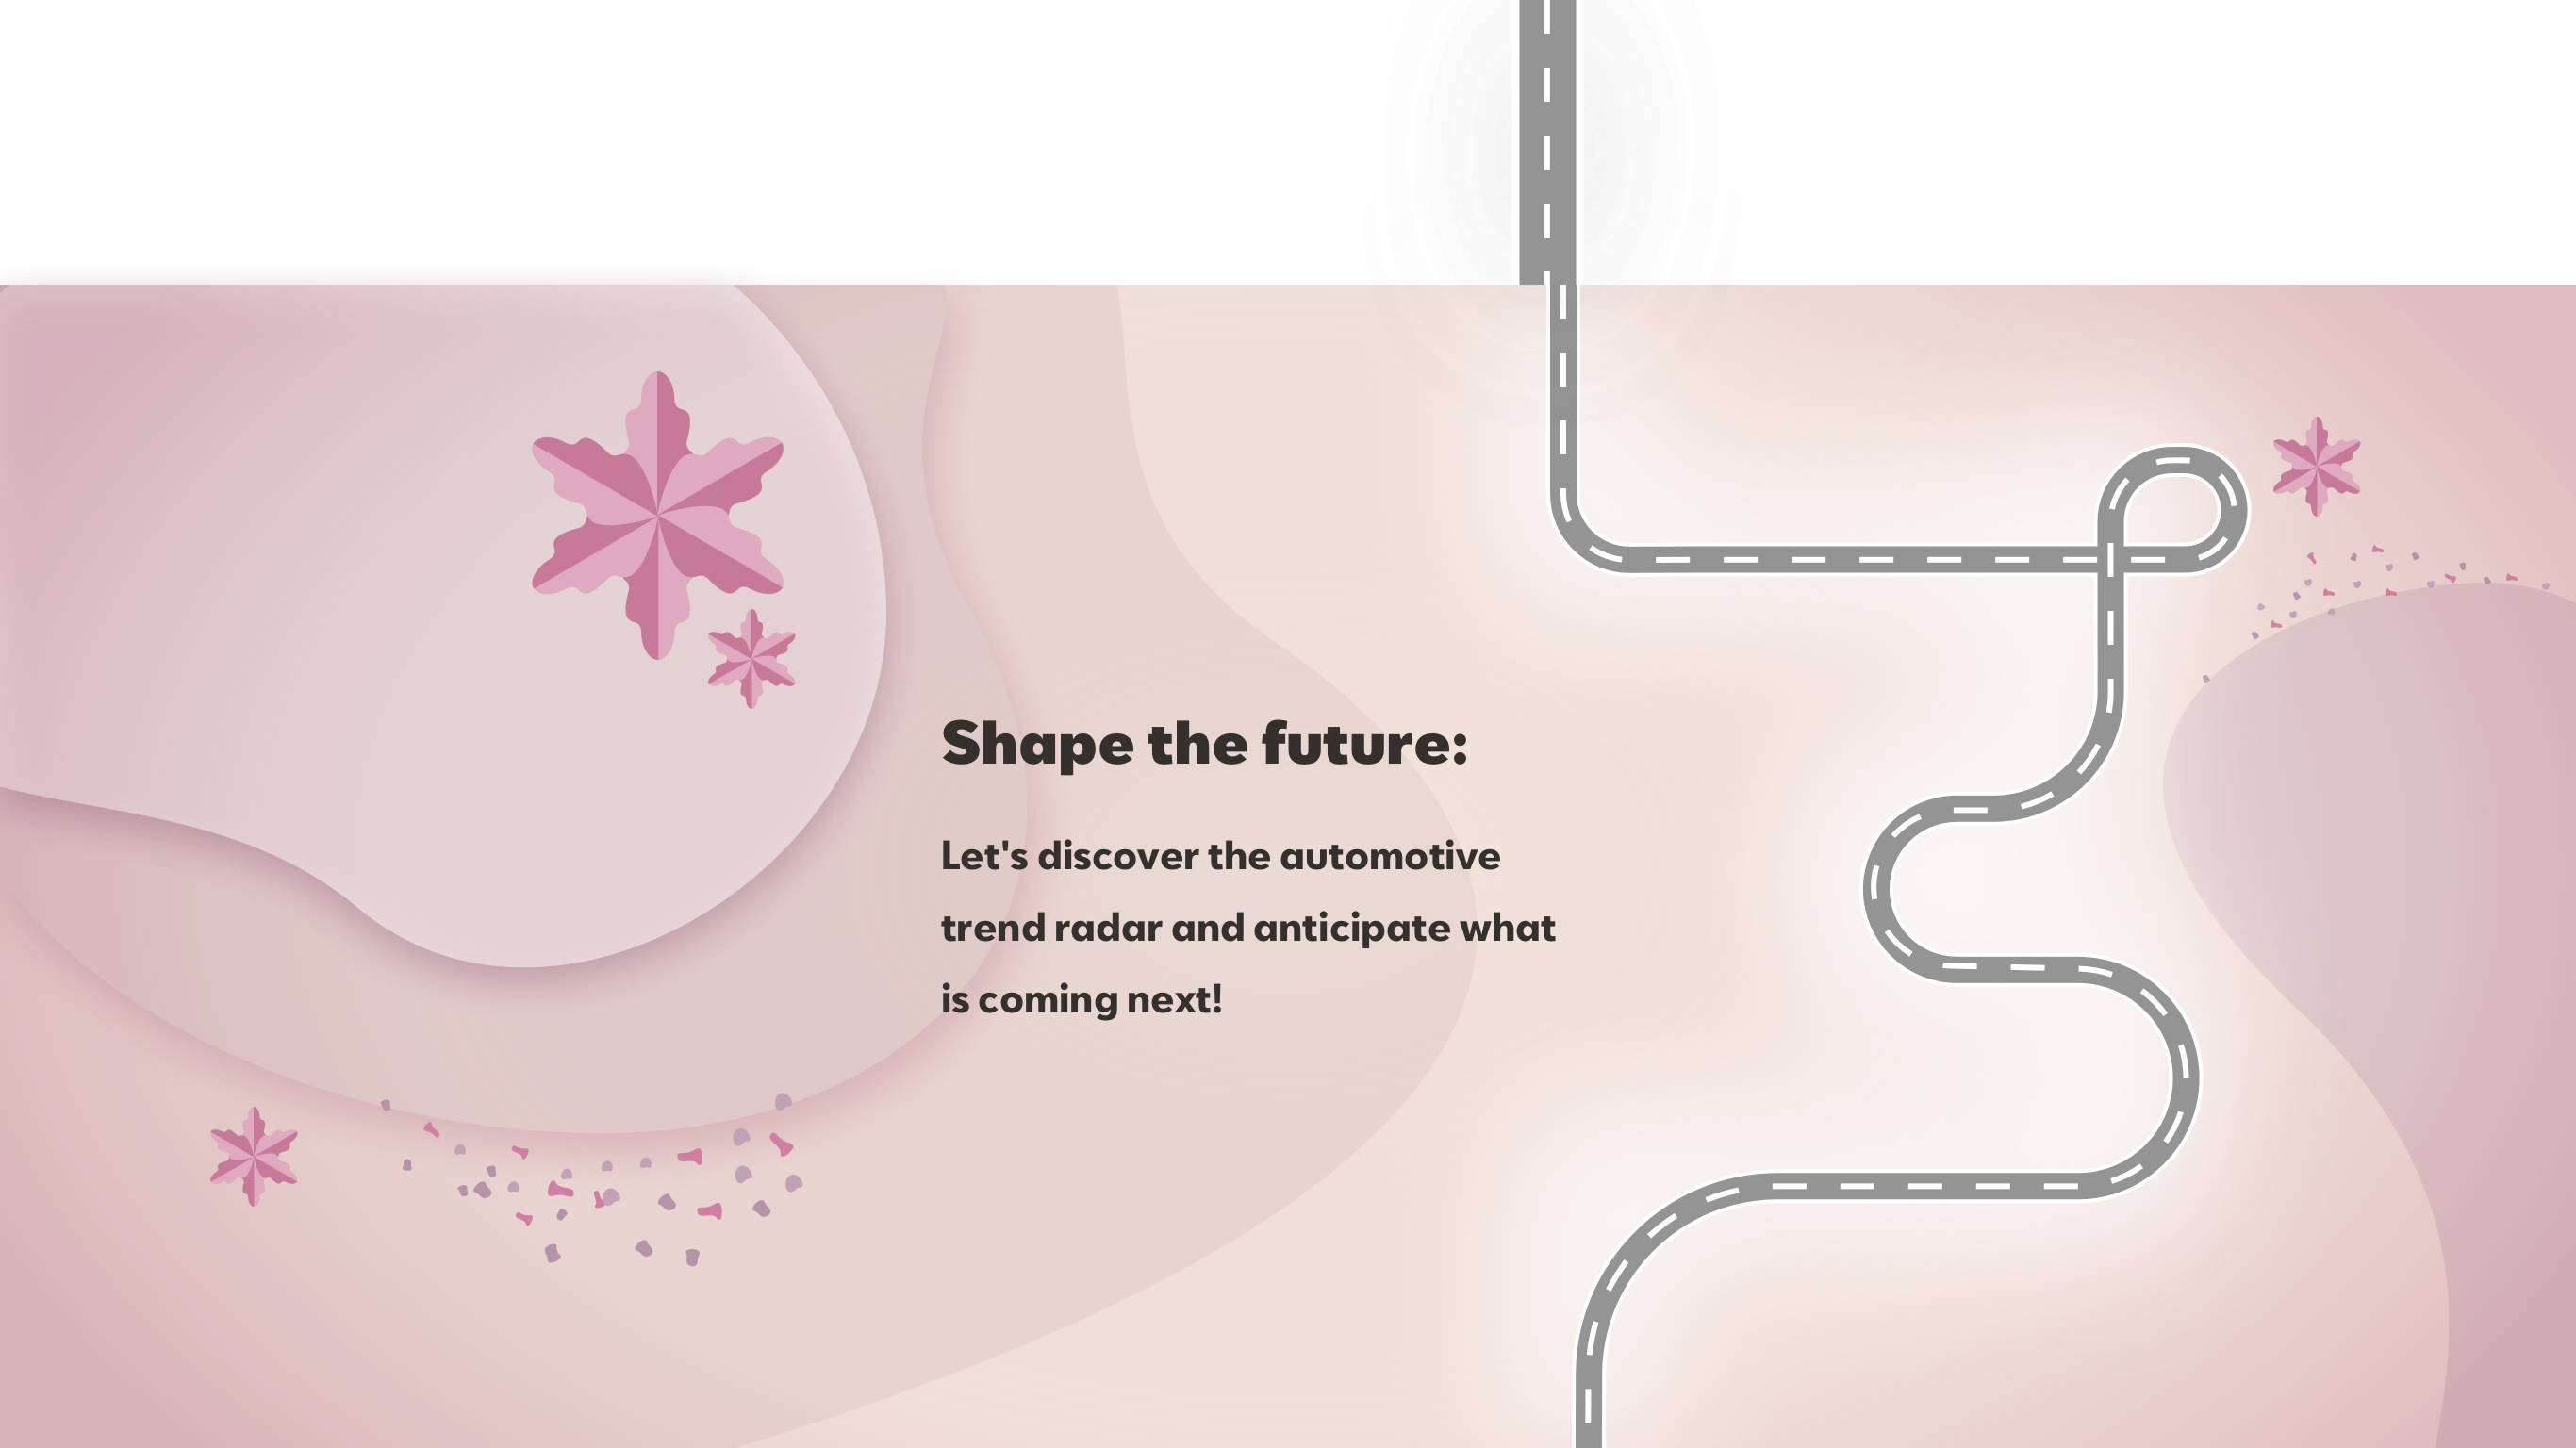 Shape the future:
Let's discover the automotive
trend radar and anticipate what
is coming next!